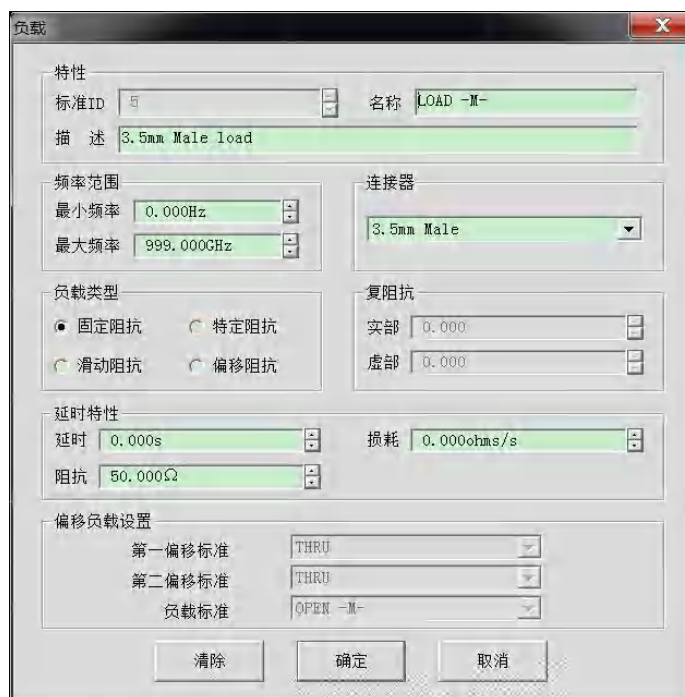 负载
特性
标准ID 5 名称 LOAD -M-
描 述 3.5mm Male load
频率范围 连接器
最小频率 0.000Hz
3.5mm Male
最大频率 999.000GHz
负载类型 复阻抗
固定阻抗 特定阻抗 实部 0.000
滑动阻抗 偏移阻抗 虚部 0.000
延时特性
延时 0.000s 损耗 0.000ohms/s
阻抗 50.000Ω
偏移负载设置
第一偏移标准 THRU
第二偏移标准 THRU
负载标准 OPEN -M-
清除 确定 取消